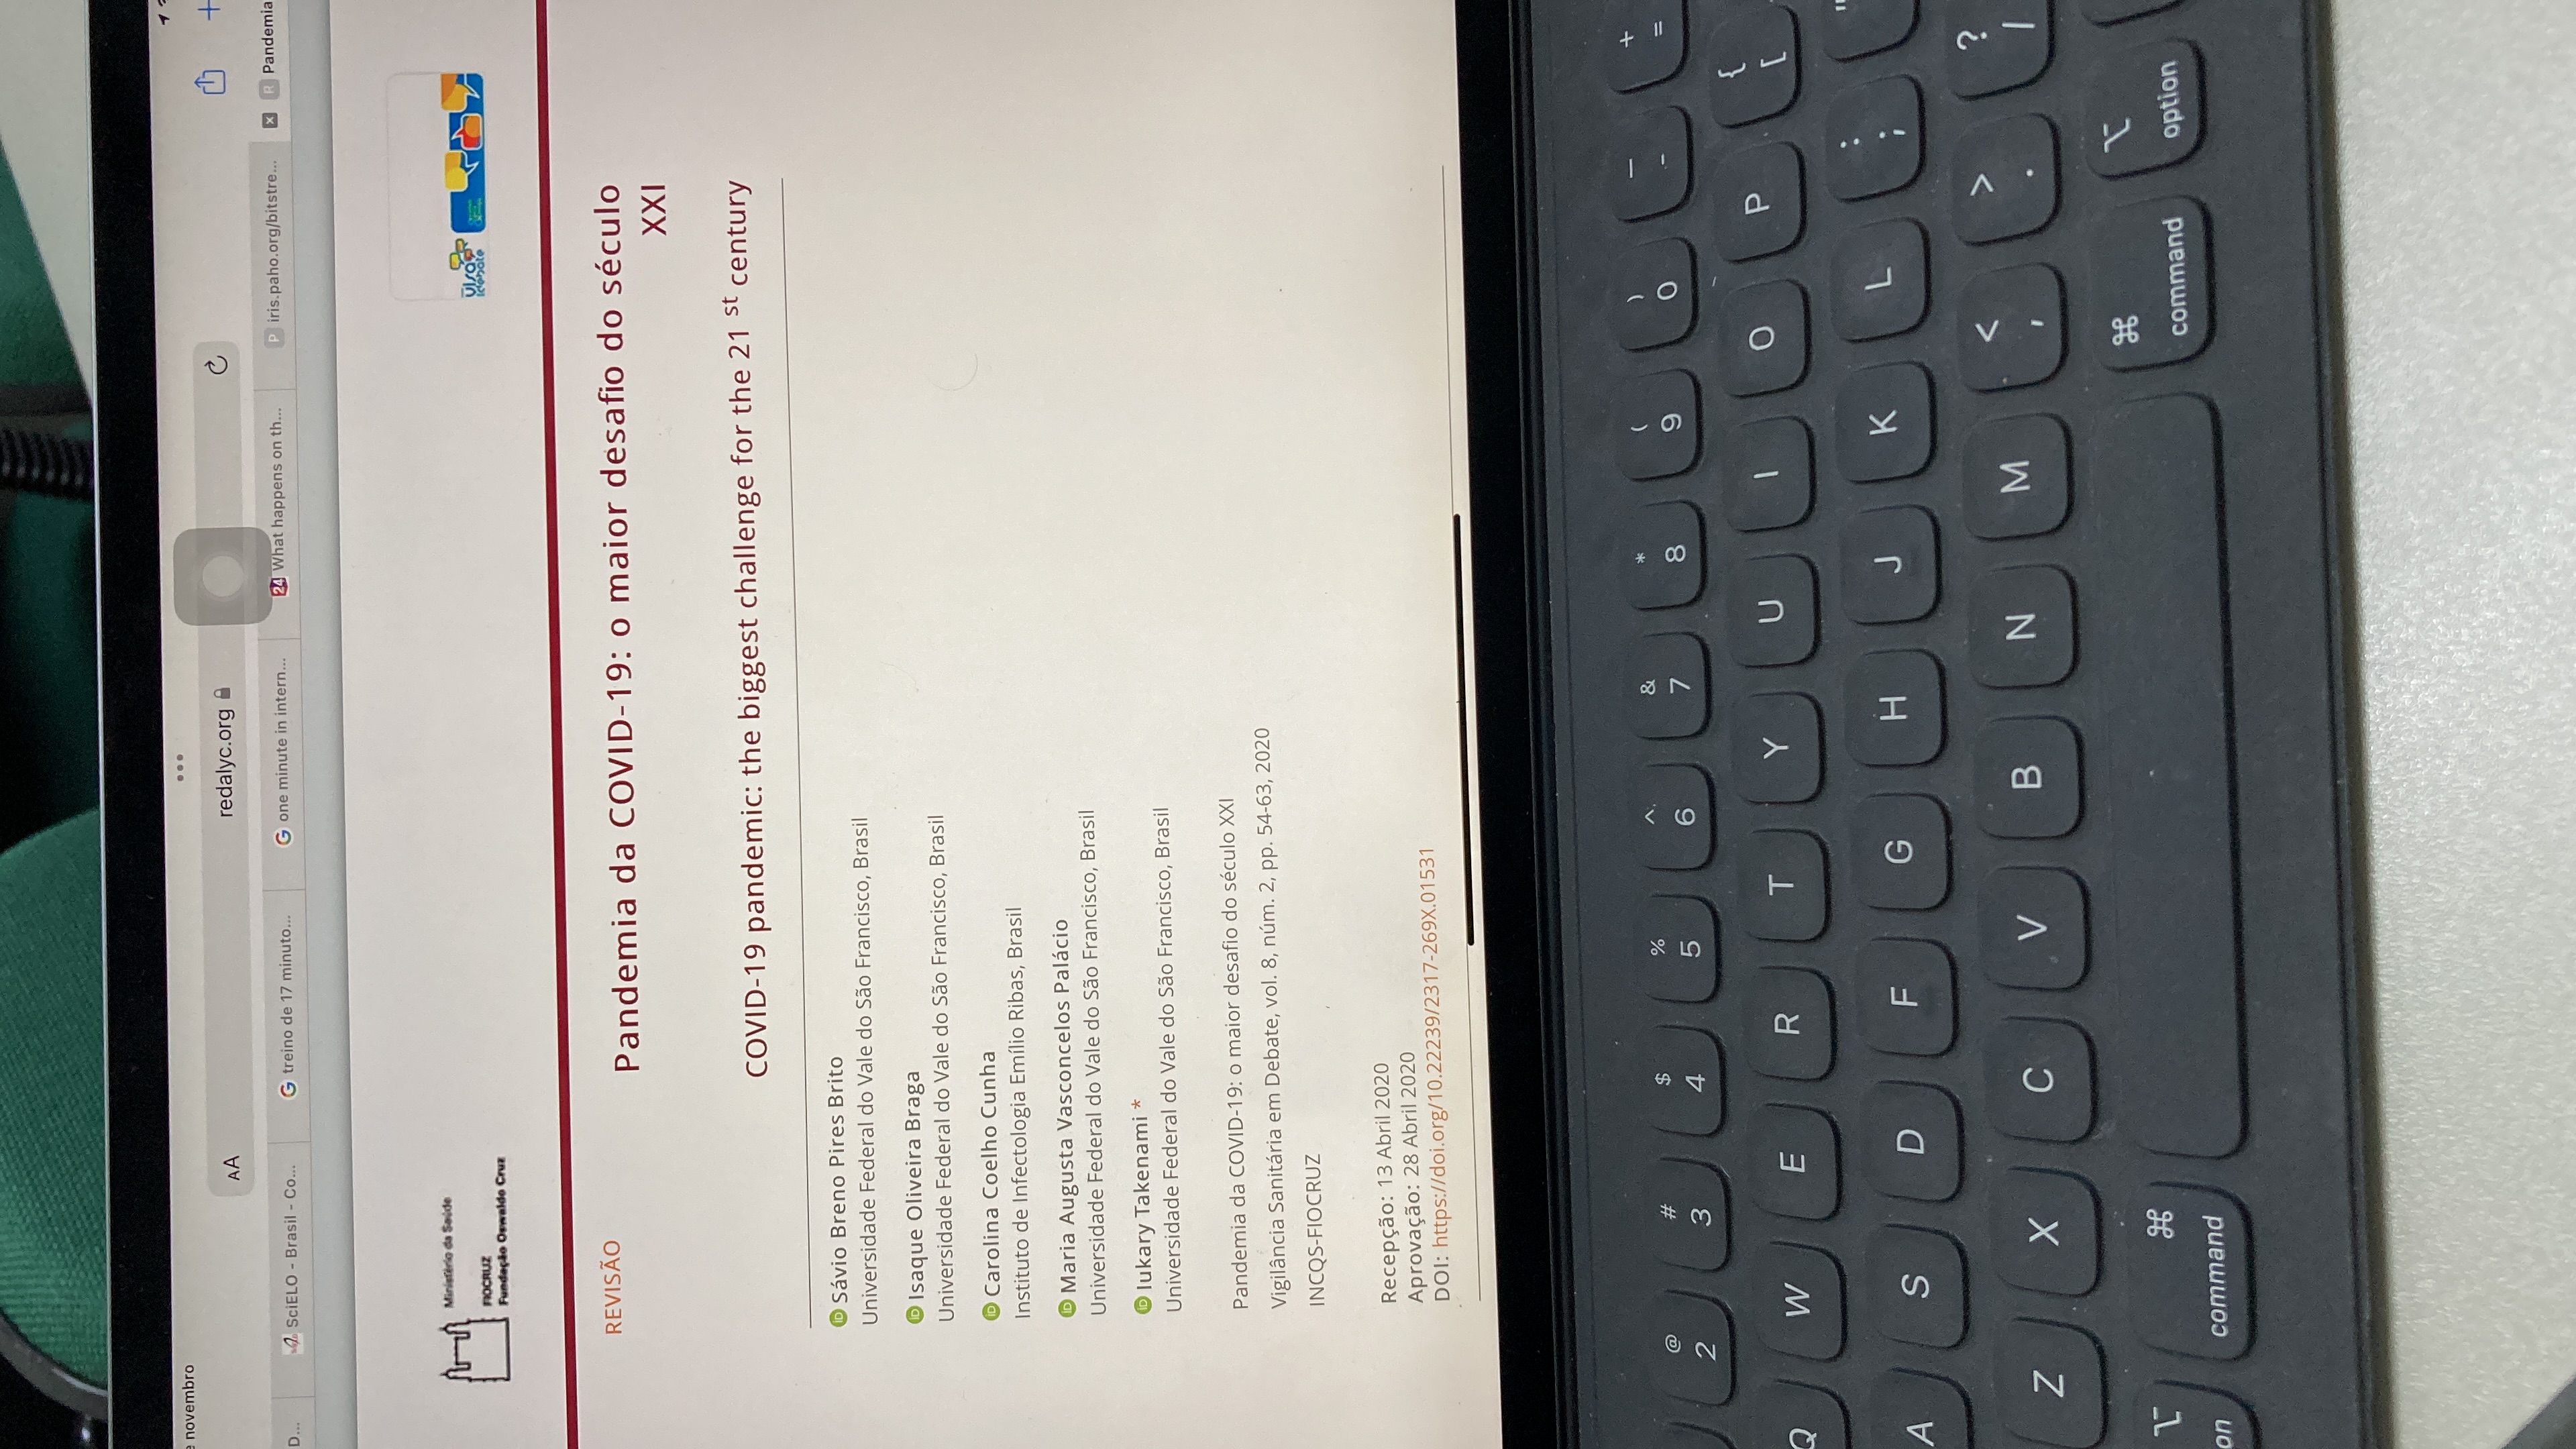 e novembro
AA
redalyc.org
D...
SciELO - Brasil - Co...
treino de 17 minuto...
one minute in intern...
24 What happens on th...
P iris.paho.org/bitstre...
R Pandemia
Ministério da Saúde
FIOCRUZ
Fundação Oswaldo Cruz
visa
debate
REVISÃO
Pandemia da COVID-19: o maior desafio do século
XXI
COVID-19 pandemic: the biggest challenge for the 21 st century
iD Sávio Breno Pires Brito
Universidade Federal do Vale do São Francisco, Brasil
iD Isaque Oliveira Braga
Universidade Federal do Vale do São Francisco, Brasil
iD Carolina Coelho Cunha
Instituto de Infectologia Emílio Ribas, Brasil
iD Maria Augusta Vasconcelos Palácio
Universidade Federal do Vale do São Francisco, Brasil
iD Iukary Takenami *
Universidade Federal do Vale do São Francisco, Brasil
Pandemia da COVID-19: o maior desafio do século XXI
Vigilância Sanitária em Debate, vol. 8, núm. 2, pp. 54-63, 2020
INCQS-FIOCRUZ
Recepção: 13 Abril 2020
Aprovação: 28 Abril 2020
DOI: https://doi.org/10.22239/2317-269X.01531
@ # $ % ^ & * ( ) — +
2 3 4 5 6 7 8 9 0 - =
Q W E R T Y U I O P { [
A S D F G H J K L : ; "
Z X C V B N M < , > . ? /
⌥ ⌘ ⌘ ⌥
on command command option